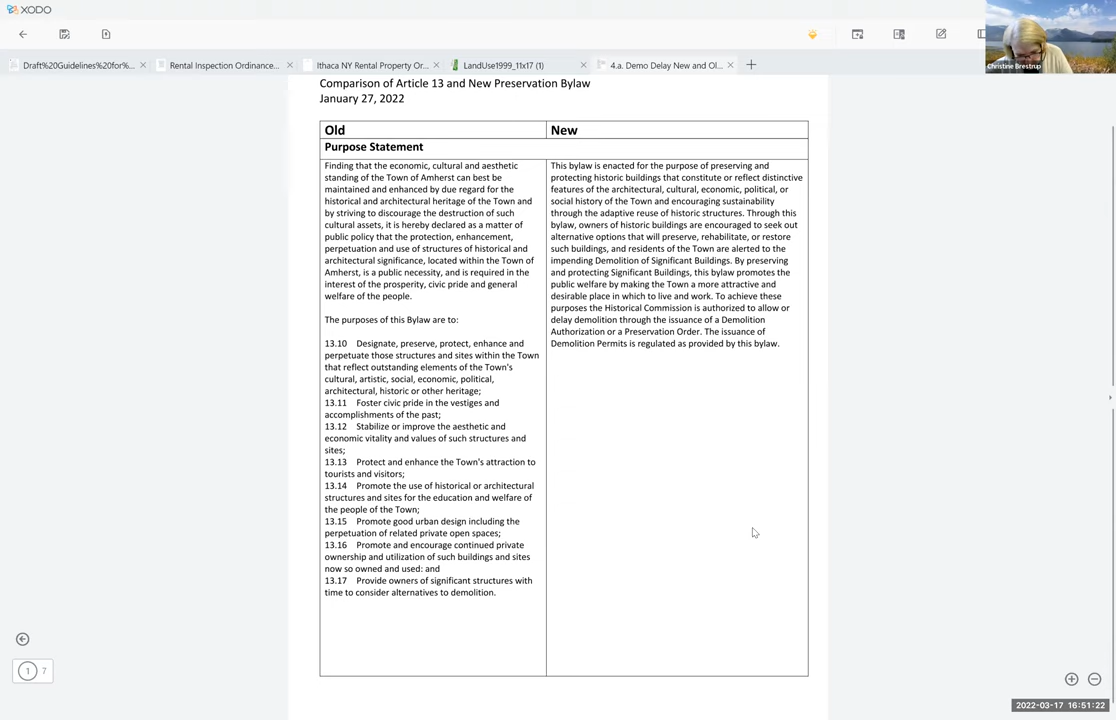 XODO
Draft%20Guidelines%20for%...
Rental Inspection Ordinance...
Ithaca NY Rental Property Or...
LandUse1999_11x17 (1)
4.a. Demo Delay New and Ol...
Christine Brestrup
Comparison of Article 13 and New Preservation Bylaw
January 27, 2022
Old
New
Purpose Statement
Finding that the economic, cultural and aesthetic
standing of the Town of Amherst can best be
maintained and enhanced by due regard for the
historical and architectural heritage of the Town and
by striving to discourage the destruction of such
cultural assets, it is hereby declared as a matter of
public policy that the protection, enhancement,
perpetuation and use of structures of historical and
architectural significance, located within the Town of
Amherst, is a public necessity, and is required in the
interest of the prosperity, civic pride and general
welfare of the people.
The purposes of this Bylaw are to:
13.10 Designate, preserve, protect, enhance and
perpetuate those structures and sites within the Town
that reflect outstanding elements of the Town's
cultural, artistic, social, economic, political,
architectural, historic or other heritage;
13.11 Foster civic pride in the vestiges and
accomplishments of the past;
13.12 Stabilize or improve the aesthetic and
economic vitality and values of such structures and
sites;
13.13 Protect and enhance the Town's attraction to
tourists and visitors;
13.14 Promote the use of historical or architectural
structures and sites for the education and welfare of
the people of the Town;
13.15 Promote good urban design including the
perpetuation of related private open spaces;
13.16 Promote and encourage continued private
ownership and utilization of such buildings and sites
now so owned and used: and
13.17 Provide owners of significant structures with
time to consider alternatives to demolition.
This bylaw is enacted for the purpose of preserving and
protecting historic buildings that constitute or reflect distinctive
features of the architectural, cultural, economic, political, or
social history of the Town and encouraging sustainability
through the adaptive reuse of historic structures. Through this
bylaw, owners of historic buildings are encouraged to seek out
alternative options that will preserve, rehabilitate, or restore
such buildings, and residents of the Town are alerted to the
impending Demolition of Significant Buildings. By preserving
and protecting Significant Buildings, this bylaw promotes the
public welfare by making the Town a more attractive and
desirable place in which to live and work. To achieve these
purposes the Historical Commission is authorized to allow or
delay demolition through the issuance of a Demolition
Authorization or a Preservation Order. The issuance of
Demolition Permits is regulated as provided by this bylaw.
1 7
2022-03-17 16:51:22